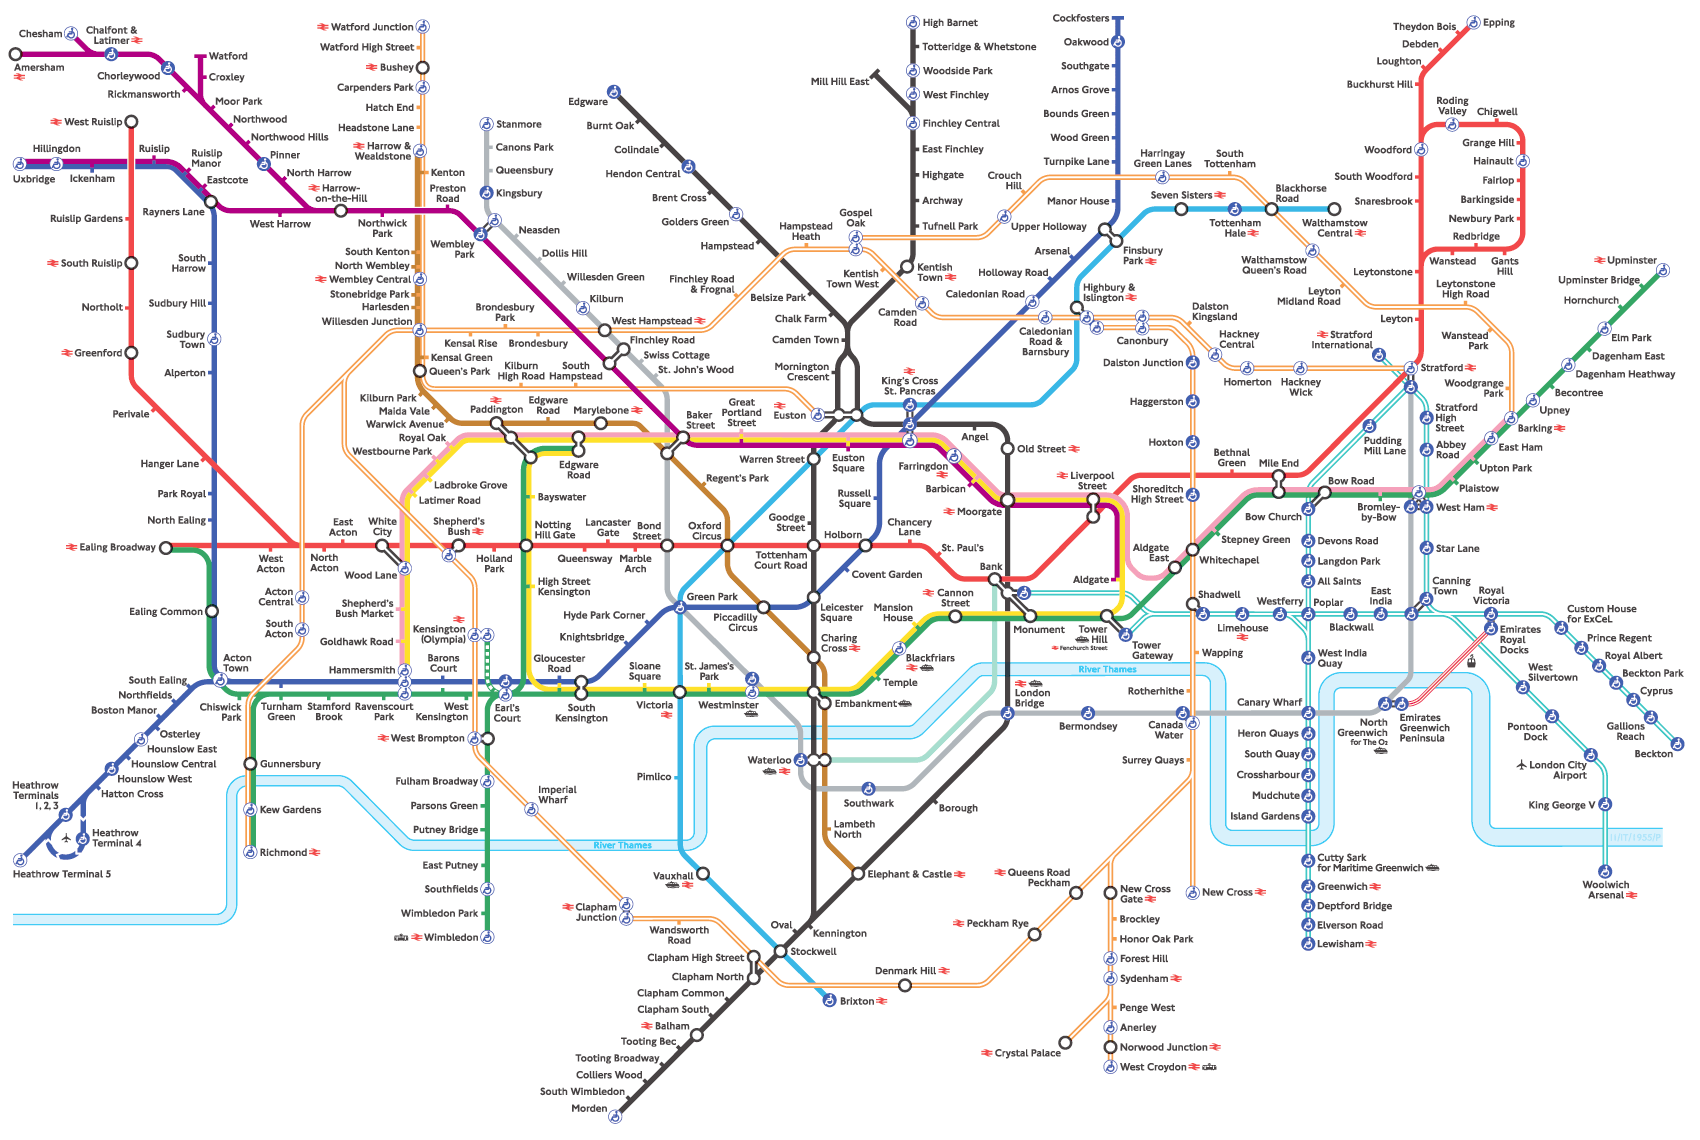 Chesham
Chalfont &
Latimer
Amersham
Chorleywood
Rickmansworth
Watford
Croxley
Moor Park
Northwood
Northwood Hills
Pinner
North Harrow
Harrow-
on-the-Hill
West Ruislip
Hillingdon
Uxbridge
Ickenham
Ruislip
Ruislip
Manor
Eastcote
Rayners Lane
West Harrow
Northwick
Park
Preston
Road
Ruislip Gardens
South Ruislip
Northolt
Greenford
Perivale
Hanger Lane
South
Harrow
Sudbury Hill
Sudbury
Town
Alperton
Park Royal
North Ealing
Ealing Broadway
Ealing Common
West
Acton
North
Acton
East
Acton
White
City
Wood Lane
Shepherd's
Bush
Holland
Park
Watford Junction
Watford High Street
Bushey
Carpenders Park
Hatch End
Headstone Lane
Harrow &
Wealdstone
Kenton
South Kenton
North Wembley
Wembley Central
Stonebridge Park
Harlesden
Willesden Junction
Kensal Green
Queen's Park
Kilburn Park
Maida Vale
Warwick Avenue
Royal Oak
Westbourne Park
Ladbroke Grove
Latimer Road
Stanmore
Canons Park
Queensbury
Kingsbury
Wembley
Park
Neasden
Dollis Hill
Willesden Green
Kilburn
West Hampstead
Finchley Road
Swiss Cottage
St. John's Wood
Brondesbury
Park
Kensal Rise
Brondesbury
Kilburn
High Road
South
Hampstead
Finchley Road
& Frognal
Hampstead
Heath
Gospel
Oak
Kentish
Town West
Camden
Road
Edgware
Burnt Oak
Colindale
Hendon Central
Brent Cross
Golders Green
Hampstead
Belsize Park
Chalk Farm
Camden Town
Mornington
Crescent
Euston
High Barnet
Totteridge & Whetstone
Woodside Park
West Finchley
Mill Hill East
Finchley Central
East Finchley
Highgate
Archway
Tufnell Park
Kentish
Town
Cockfosters
Oakwood
Southgate
Arnos Grove
Bounds Green
Wood Green
Turnpike Lane
Manor House
Crouch
Hill
Upper Holloway
Harringay
Green Lanes
South
Tottenham
Seven Sisters
Tottenham
Hale
Blackhorse
Road
Walthamstow
Central
Finsbury
Park
Arsenal
Holloway Road
Caledonian Road
Highbury &
Islington
Caledonian
Road &
Barnsbury
Canonbury
Dalston
Kingsland
Hackney
Central
Homerton
Hackney
Wick
Walthamstow
Queen's Road
Leyton
Midland Road
Leytonstone
High Road
Wanstead
Park
Woodgrange
Park
Epping
Theydon Bois
Debden
Loughton
Buckhurst Hill
Roding
Valley
Chigwell
Grange Hill
Hainault
Fairlop
Barkingside
Newbury Park
Gants
Hill
Redbridge
Wanstead
Woodford
South Woodford
Snaresbrook
Leytonstone
Leyton
Stratford
Stratford
International
Stratford
High
Street
Abbey
Road
Pudding
Mill Lane
Upminster
Upminster Bridge
Hornchurch
Elm Park
Dagenham East
Dagenham Heathway
Becontree
Upney
Barking
East Ham
Upton Park
Plaistow
West Ham
Bromley-
by-Bow
Bow Road
Mile End
Bethnal
Green
Bow Church
Devons Road
Langdon Park
All Saints
Stepney Green
Whitechapel
Aldgate
East
Aldgate
Dalston Junction
Haggerston
Hoxton
Shoreditch
High Street
Liverpool
Street
Moorgate
Old Street
Angel
King's Cross
St. Pancras
Farringdon
Barbican
Paddington
Edgware
Road
Marylebone
Baker
Street
Great
Portland
Street
Edgware
Road
Warren Street
Euston
Square
Regent's Park
Russell
Square
Goodge
Street
Bayswater
Notting
Hill Gate
Lancaster
Gate
Queensway
Bond
Street
Marble
Arch
Oxford
Circus
Tottenham
Court Road
Holborn
Chancery
Lane
St. Paul's
Covent Garden
Bank
Cannon
Street
Mansion
House
Monument
Tower
Hill
Fenchurch Street
Tower
Gateway
Shadwell
Limehouse
Westferry
Poplar
Blackwall
East
India
Canning
Town
Star Lane
Royal
Victoria
Custom House
for ExCeL
Prince Regent
Royal Albert
Beckton Park
Cyprus
Gallions
Reach
Beckton
Emirates
Royal
Docks
Emirates
Greenwich
Peninsula
West
Silvertown
Pontoon
Dock
London City
Airport
King George V
Woolwich
Arsenal
Acton
Central
South
Acton
Shepherd's
Bush Market
Goldhawk Road
Hammersmith
Kensington
(Olympia)
High Street
Kensington
Hyde Park Corner
Knightsbridge
Green Park
Piccadilly
Circus
Leicester
Square
Charing
Cross
Blackfriars
Temple
Embankment
South Ealing
Northfields
Boston Manor
Osterley
Hounslow East
Hounslow Central
Hounslow West
Hatton Cross
Heathrow
Terminals
1, 2, 3
Heathrow
Terminal 4
Heathrow Terminal 5
Acton
Town
Chiswick
Park
Turnham
Green
Stamford
Brook
Ravenscourt
Park
Barons
Court
West
Kensington
Earl's
Court
Gloucester
Road
South
Kensington
Sloane
Square
Victoria
St. James's
Park
Westminster
Gunnersbury
Kew Gardens
Richmond
West Brompton
Fulham Broadway
Parsons Green
Putney Bridge
East Putney
Southfields
Wimbledon Park
Wimbledon
Imperial
Wharf
Clapham
Junction
Wandsworth
Road
Pimlico
Vauxhall
Waterloo
Southwark
Lambeth
North
Elephant & Castle
Borough
London
Bridge
Bermondsey
Canada
Water
Wapping
Rotherhithe
Surrey Quays
Canary Wharf
North
Greenwich
for The O2
West India
Quay
Heron Quays
South Quay
Crossharbour
Mudchute
Island Gardens
Cutty Sark
for Maritime Greenwich
Greenwich
Deptford Bridge
Elverson Road
Lewisham
River Thames
River Thames
Oval
Kennington
Stockwell
Brixton
Clapham High Street
Clapham North
Clapham Common
Clapham South
Balham
Tooting Bec
Tooting Broadway
Colliers Wood
South Wimbledon
Morden
Denmark Hill
Peckham Rye
Queens Road
Peckham
New Cross
New Cross
Gate
Brockley
Honor Oak Park
Forest Hill
Sydenham
Penge West
Anerley
Crystal Palace
Norwood Junction
West Croydon